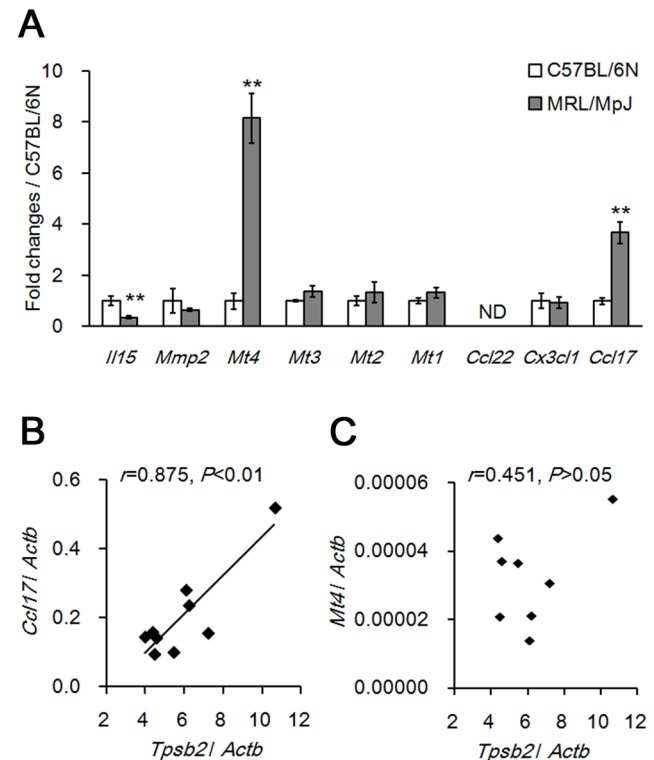 A
Fold changes / C57BL/6N
10
8
6
4
2
0
C57BL/6N
MRL/MpJ
**
**
**
ND
Il15 Mmp2 Mt4 Mt3 Mt2 Mt1 Ccl22 Cx3cl1 Ccl17
B
r=0.875, P<0.01
Ccl17/ Actb
0.6
0.4
0.2
0.0
2 4 6 8 10 12
Tpsb2/ Actb
C
r=0.451, P>0.05
Mt4/ Actb
0.00006
0.00004
0.00002
0.00000
2 4 6 8 10 12
Tpsb2/ Actb